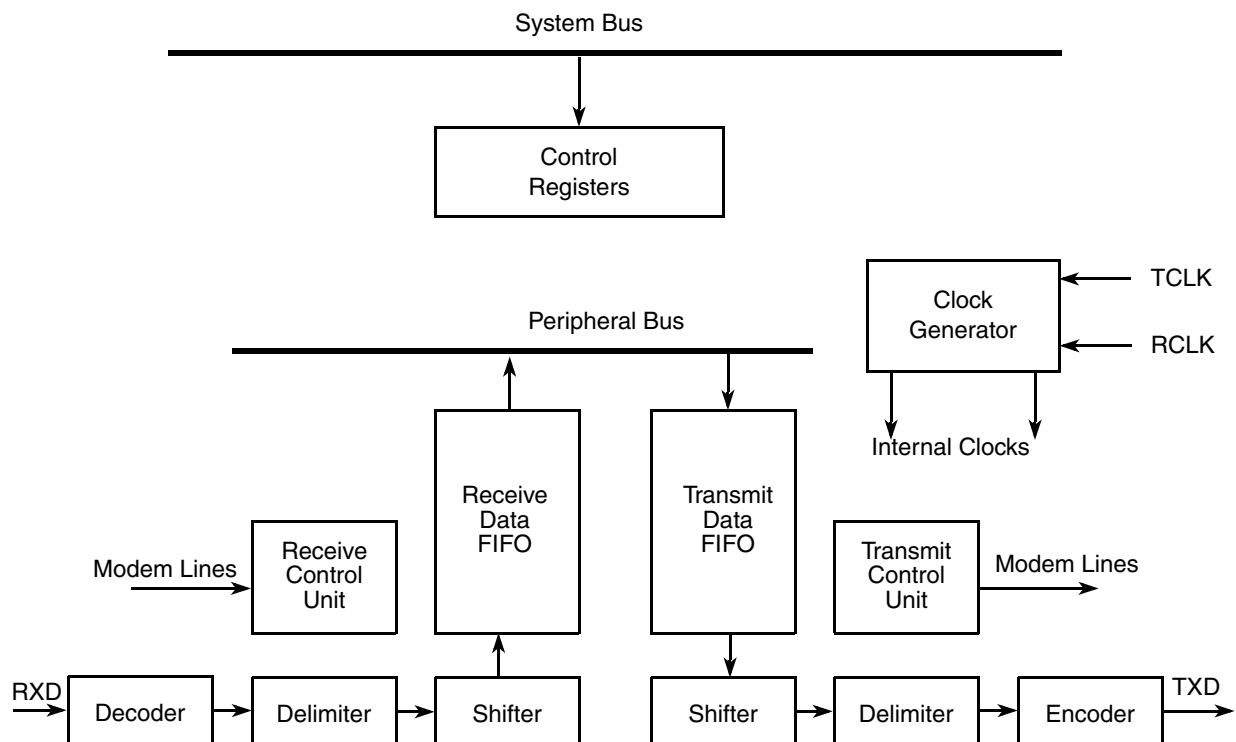 System Bus
Control
Registers
Clock
Generator
TCLK
RCLK
Peripheral Bus
Internal Clocks
Receive
Data
FIFO
Transmit
Data
FIFO
Modem Lines
Receive
Control
Unit
Transmit
Control
Unit
Modem Lines
RXD
Decoder
Delimiter
Shifter
Shifter
Delimiter
Encoder
TXD